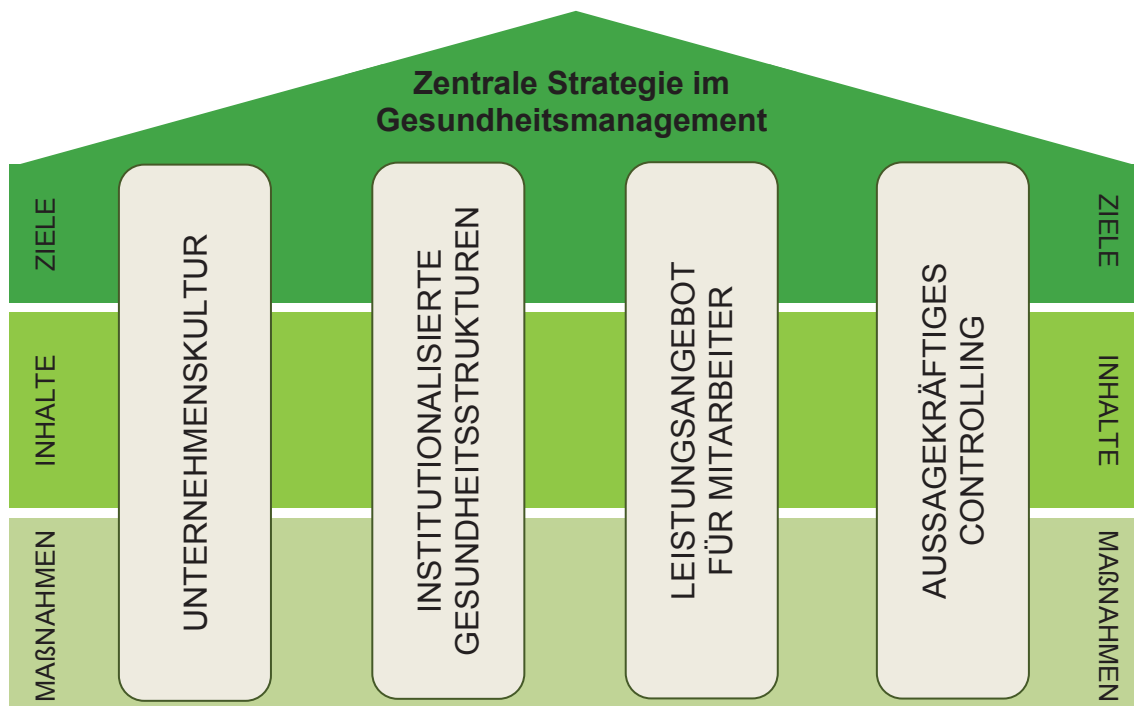 Zentrale Strategie im
Gesundheitsmanagement
ZIELE
INHALTE
MAßNAHMEN
UNTERNEHMENSKULTUR
INSTITUTIONALISIERTE
GESUNDHEITSSTRUKTUREN
LEISTUNGSANGEBOT
FÜR MITARBEITER
AUSSAGEKRÄFTIGES
CONTROLLING
ZIELE
INHALTE
MAßNAHMEN